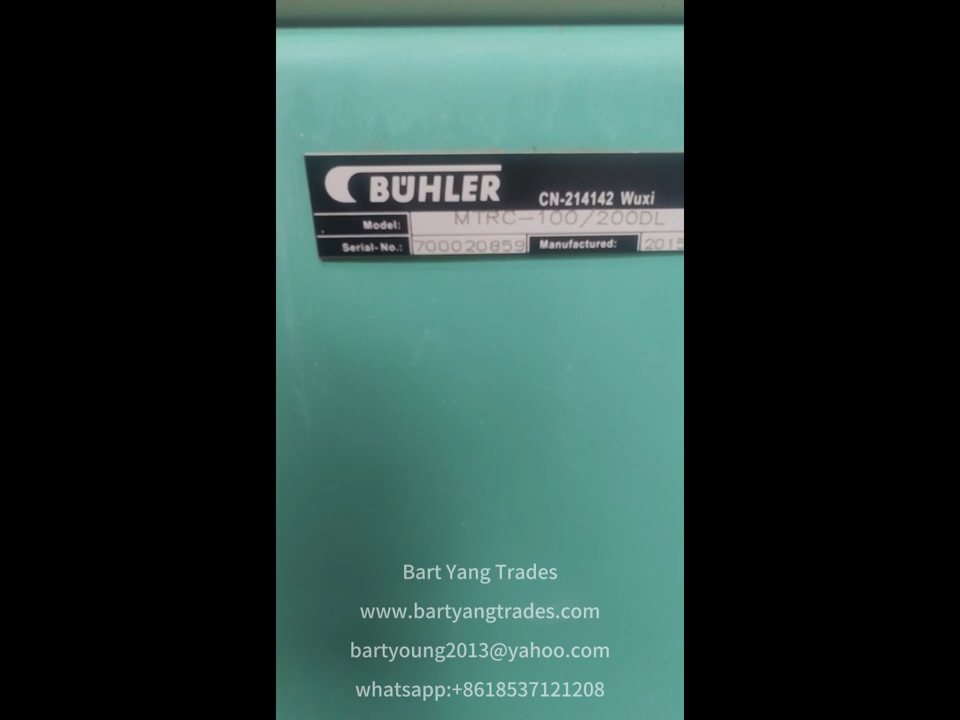 BÜHLER
CN-214142 Wuxi
Model: MTRC-100/200DL
Serial-No.: 700020859 Manufactured: 2015
Bart Yang Trades
www.bartyangtrades.com
bartyoung2013@yahoo.com
whatsapp:+8618537121208